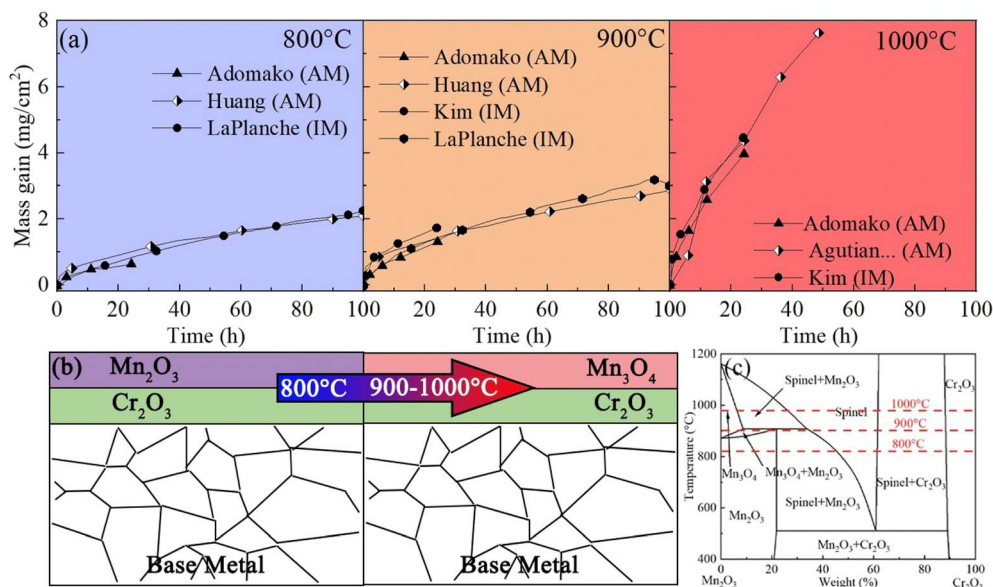 (a)
800°C
Adomako (AM)
Huang (AM)
LaPlanche (IM)
900°C
Adomako (AM)
Huang (AM)
Kim (IM)
LaPlanche (IM)
1000°C
Adomako (AM)
Agutian... (AM)
Kim (IM)
Mass gain (mg/cm²)
8
6
4
2
0
0 20 40 60 80 100
20 40 60 80 100
20 40 60 80 100
Time (h)
Time (h)
Time (h)
(b)
Mn₂O₃
Cr₂O₃
800°C 900-1000°C
Mn₃O₄
Cr₂O₃
Base Metal
Base Metal
(c)
Temperature (°C)
1200
1000
800
600
400
Spinel+Mn₂O₃
Cr₂O₃
Spinel
1000°C
900°C
800°C
Mn₃O₄
Mn₃O₄+Mn₂O₃
Spinel+Cr₂O₃
Mn₂O₃
Spinel+Mn₂O₃
Mn₂O₃+Cr₂O₃
0 20 40 60 80 100
Mn₂O₃
Weight (%)
Cr₂O₃